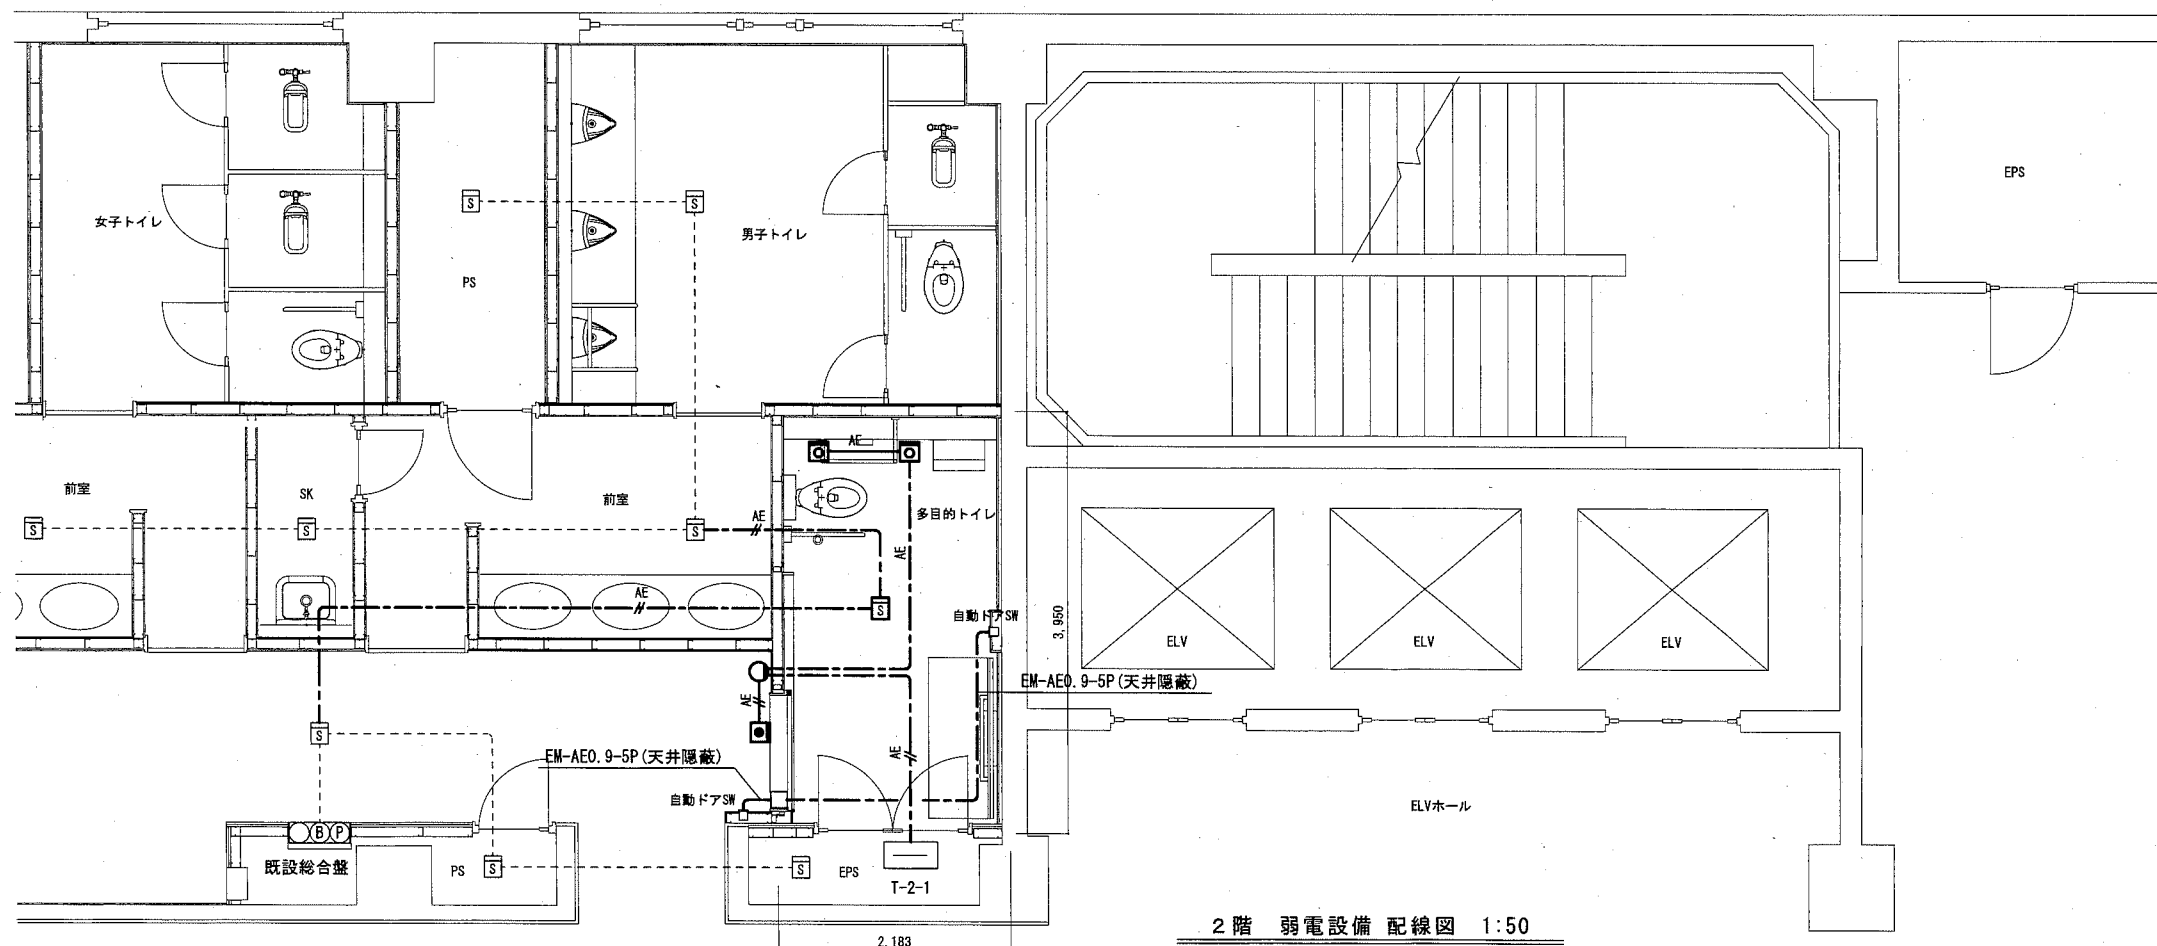 EPS
女子トイレ
S
S
男子トイレ
PS
AE
前室
SK
前室
AE
多目的トイレ
S
S
S
AE
AE
S
自動ドアSW
3,950
ELV
ELV
ELV
EM-AE0.9-5P(天井隠蔽)
AE
S
AE
EM-AE0.9-5P(天井隠蔽)
自動ドアSW
ELVホール
B P
既設総合盤
PS
S
S
EPS
T-2-1
2階 弱電設備 配線図 1:50
2,183